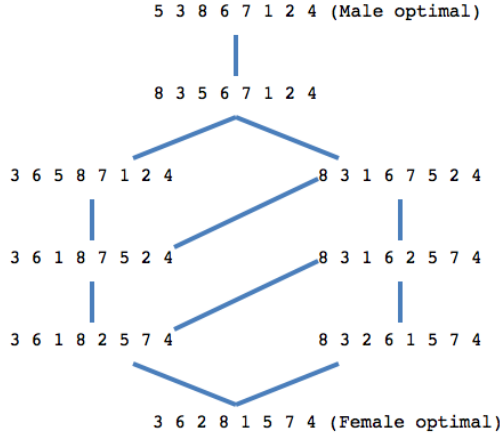 5 3 8 6 7 1 2 4 (Male optimal)
8 3 5 6 7 1 2 4
3 6 5 8 7 1 2 4 8 3 1 6 7 5 2 4
3 6 1 8 7 5 2 4 8 3 1 6 2 5 7 4
3 6 1 8 2 5 7 4 8 3 2 6 1 5 7 4
3 6 2 8 1 5 7 4 (Female optimal)